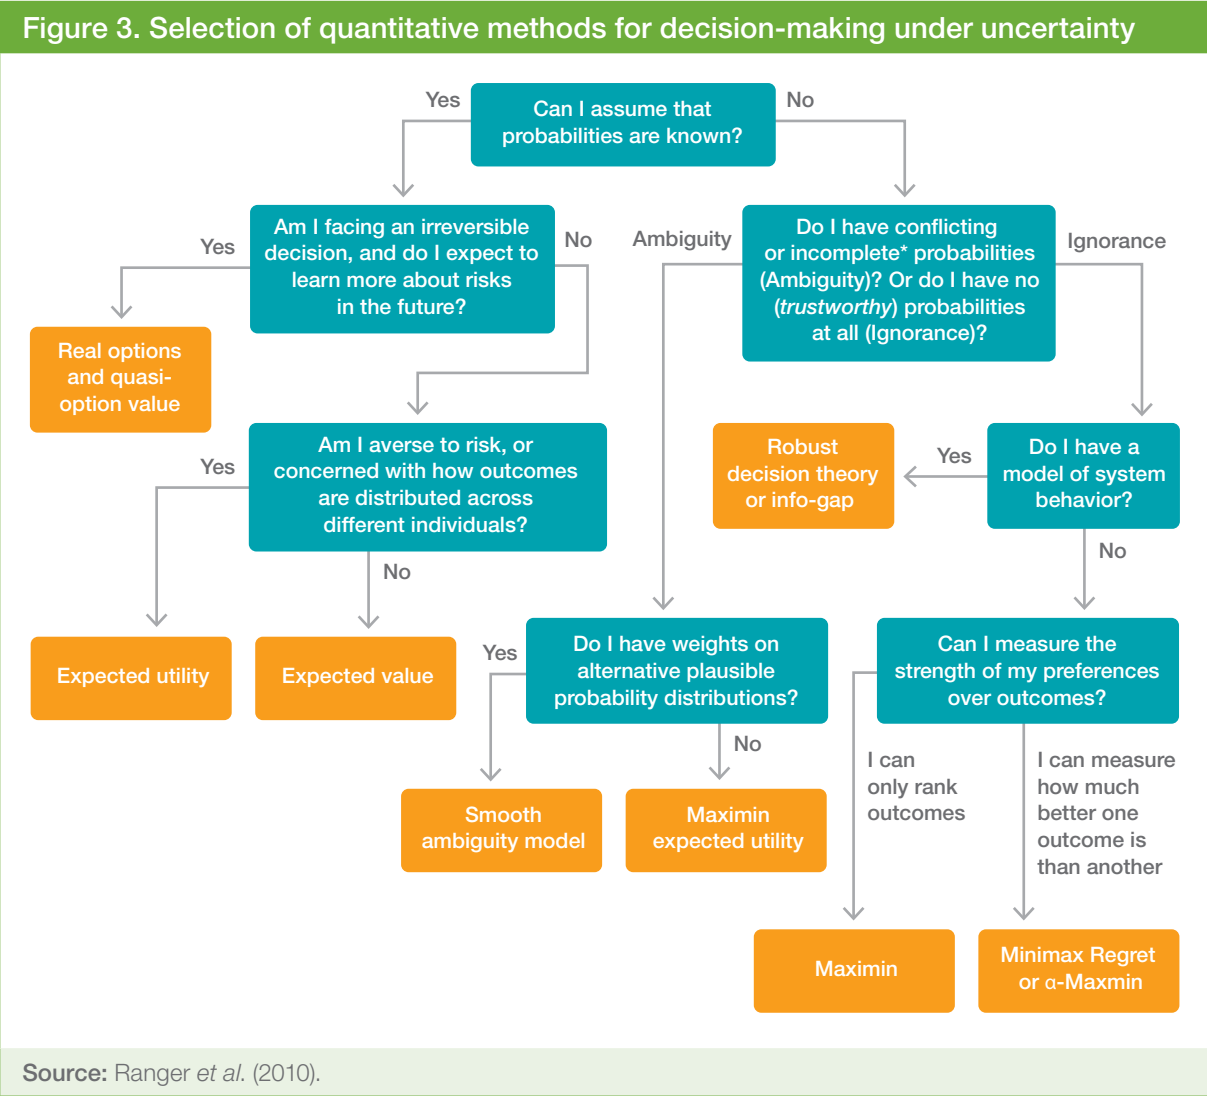 Figure 3. Selection of quantitative methods for decision-making under uncertainty
Yes
Can I assume that
probabilities are known?
No
Yes
Am I facing an irreversible
decision, and do I expect to
learn more about risks
in the future?
No
Ambiguity
Do I have conflicting
or incomplete* probabilities
(Ambiguity)? Or do I have no
(trustworthy) probabilities
at all (Ignorance)?
Ignorance
Real options
and quasi-
option value
Yes
Am I averse to risk, or
concerned with how outcomes
are distributed across
different individuals?
No
Robust
decision theory
or info-gap
Yes
Do I have a
model of system
behavior?
No
Expected utility
Expected value
Yes
Do I have weights on
alternative plausible
probability distributions?
No
Can I measure the
strength of my preferences
over outcomes?
I can
only rank
outcomes
I can measure
how much
better one
outcome is
than another
Smooth
ambiguity model
Maximin
expected utility
Maximin
Minimax Regret
or α-Maxmin
Source: Ranger et al. (2010).